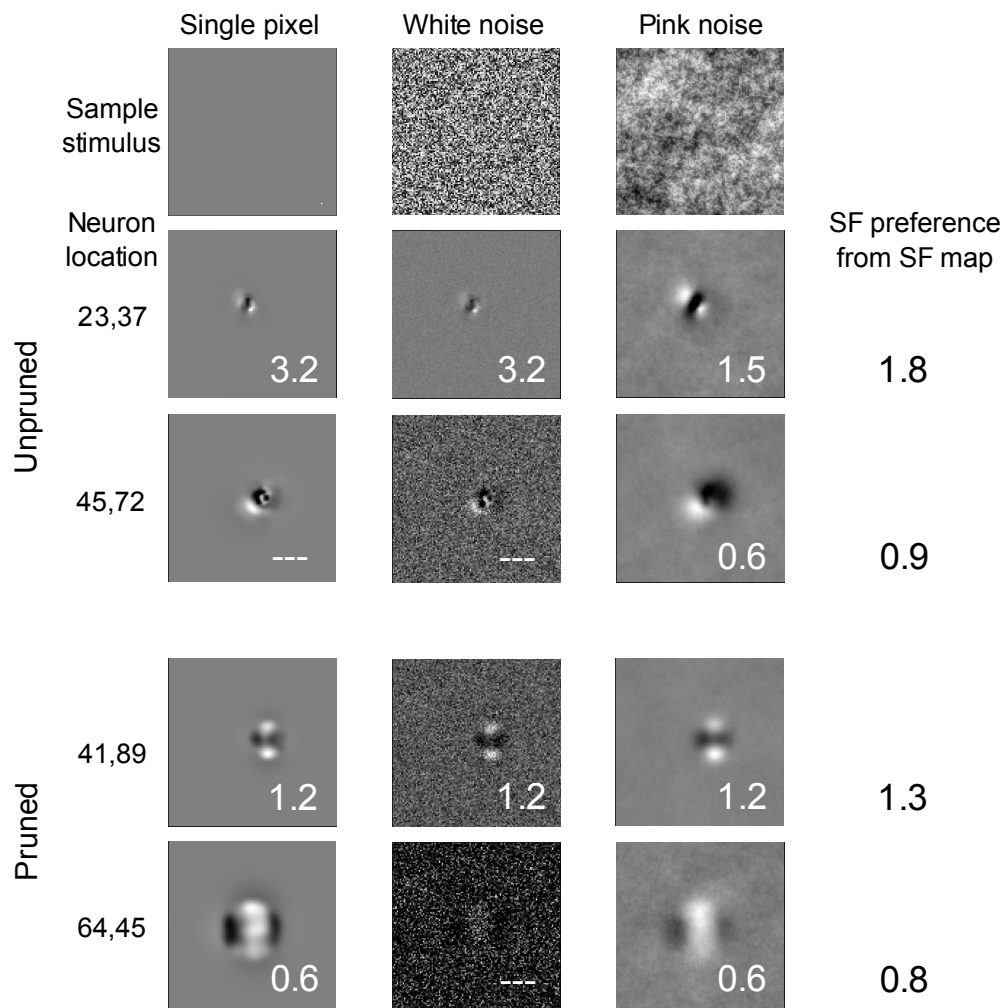 Single pixel White noise Pink noise
Sample
stimulus
Neuron
location
SF preference
from SF map
Unpruned
23,37
3.2 3.2 1.5 1.8
45,72
--- --- 0.6 0.9
Pruned
41,89
1.2 1.2 1.2 1.3
64,45
0.6 --- 0.6 0.8